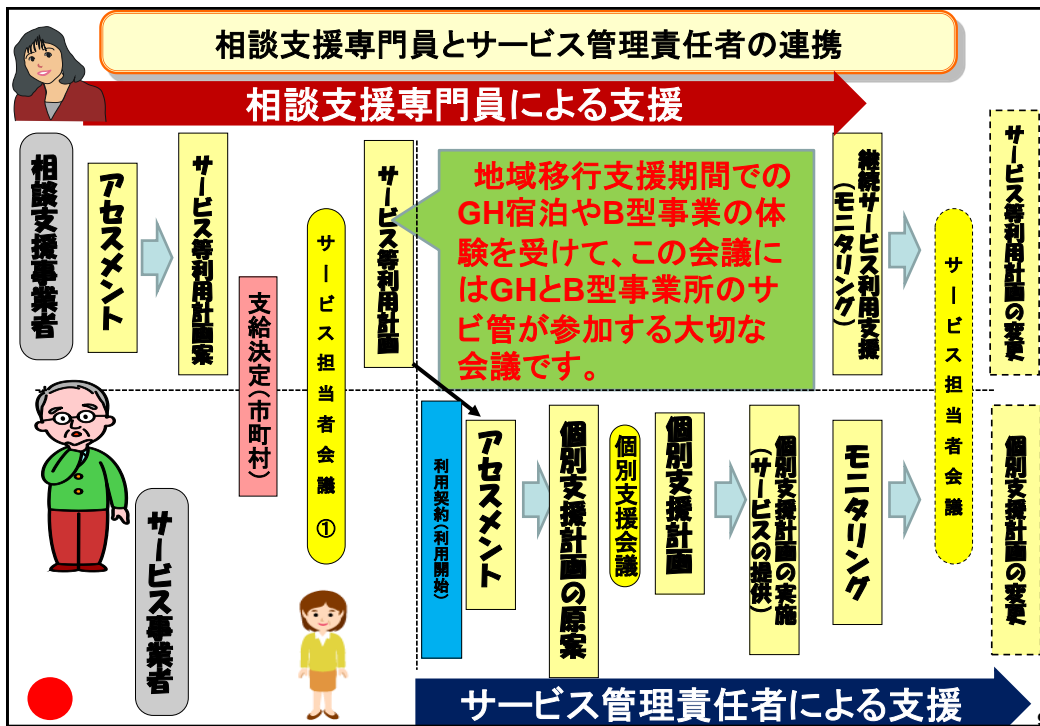 相談支援専門員とサービス管理責任者の連携
相談支援専門員による支援
相談支援事業者
アセスメント
サービス等利用計画案
支給決定(市町村)
サービス担当者会議 ①
サービス等利用計画
地域移行支援期間での
GH宿泊やB型事業の体
験を受けて、この会議に
はGHとB型事業所のサ
ビ管が参加する大切な
会議です。
継続サービス利用支援
(モニタリング)
サービス担当者会議
サービス等利用計画の変更
サービス事業者
利用契約(利用開始)
アセスメント
個別支援計画の原案
個別支援会議
個別支援計画
個別支援計画の実施
(サービスの提供)
モニタリング
個別支援計画の変更
サービス管理責任者による支援